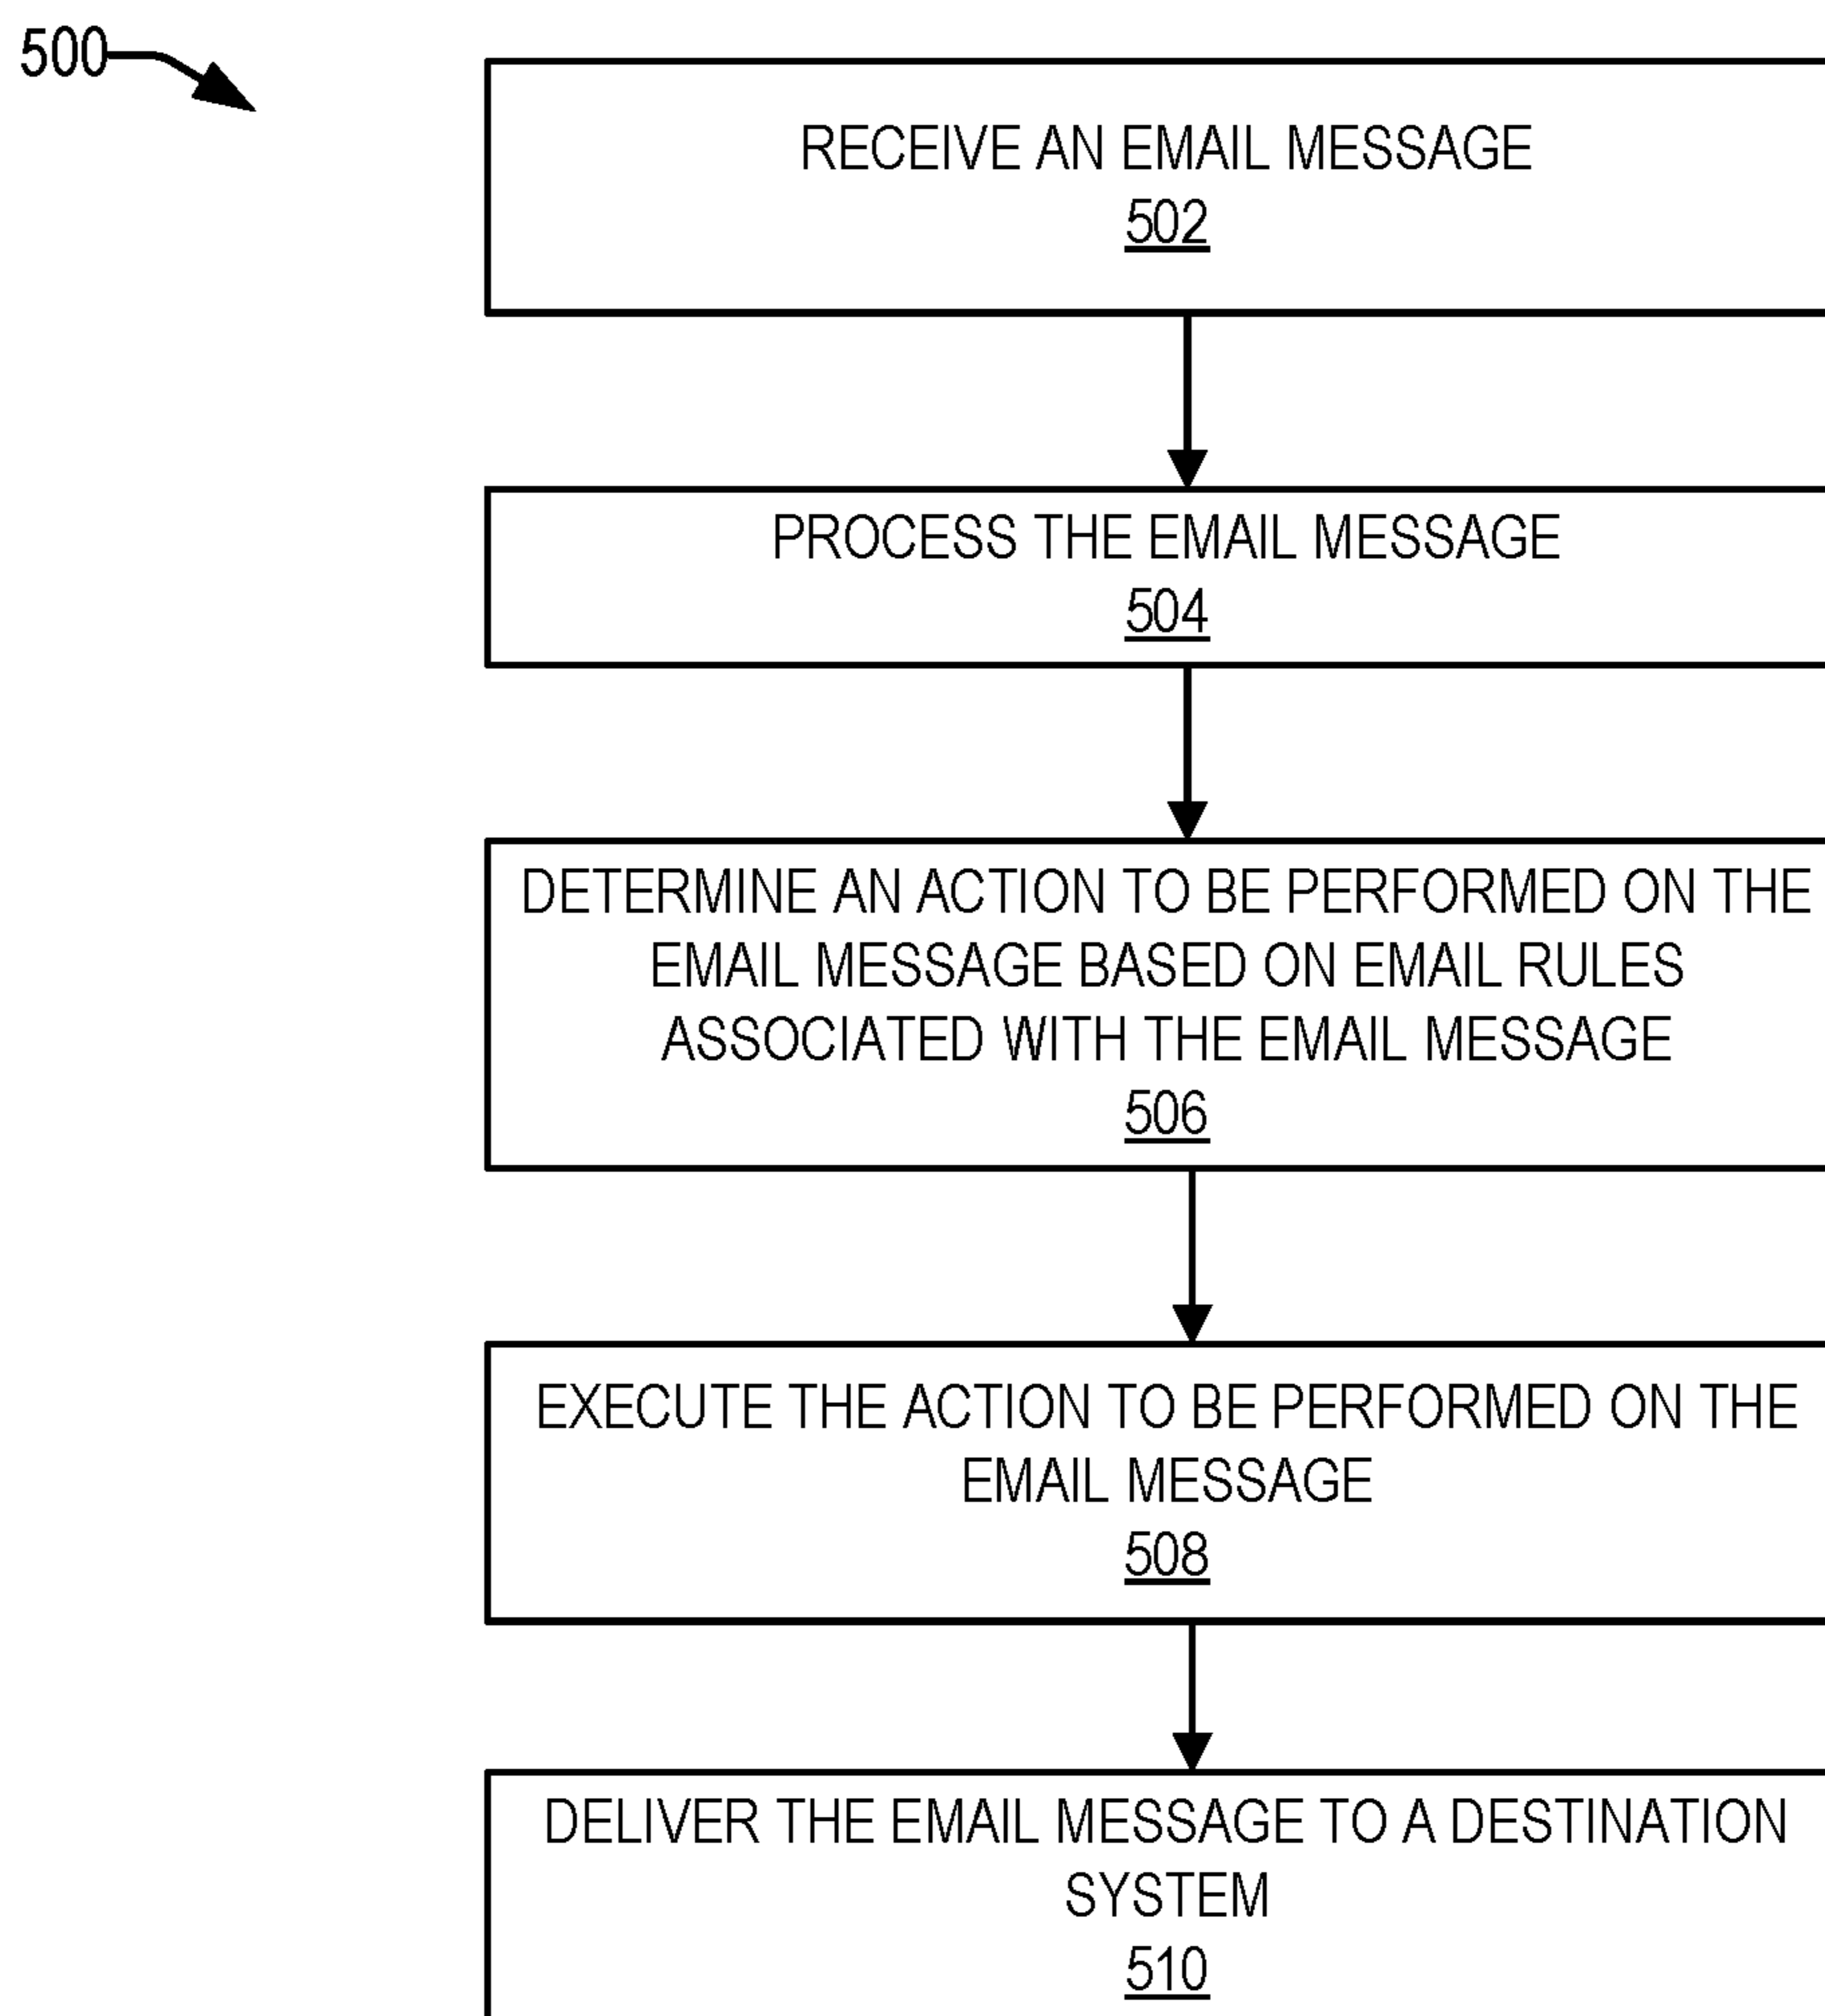 500
RECEIVE AN EMAIL MESSAGE
502
PROCESS THE EMAIL MESSAGE
504
DETERMINE AN ACTION TO BE PERFORMED ON THE
EMAIL MESSAGE BASED ON EMAIL RULES
ASSOCIATED WITH THE EMAIL MESSAGE
506
EXECUTE THE ACTION TO BE PERFORMED ON THE
EMAIL MESSAGE
508
DELIVER THE EMAIL MESSAGE TO A DESTINATION
SYSTEM
510